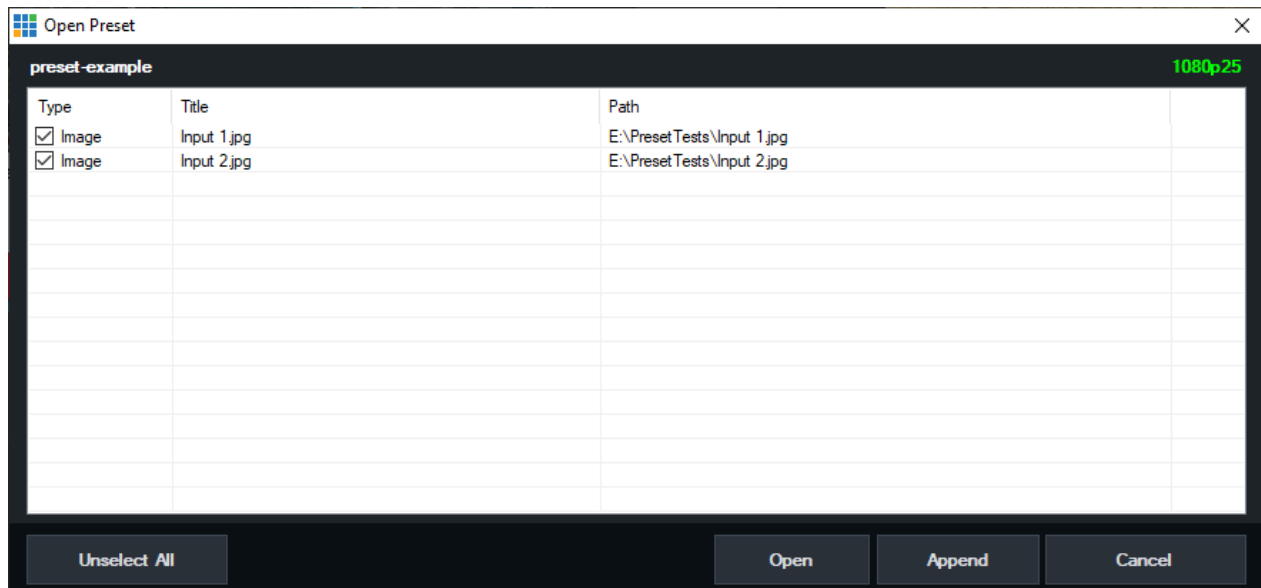 Open Preset
preset-example 1080p25
Type Title Path
Image Input 1.jpg E:\PresetTests\Input 1.jpg
Image Input 2.jpg E:\PresetTests\Input 2.jpg
Unselect All Open Append Cancel